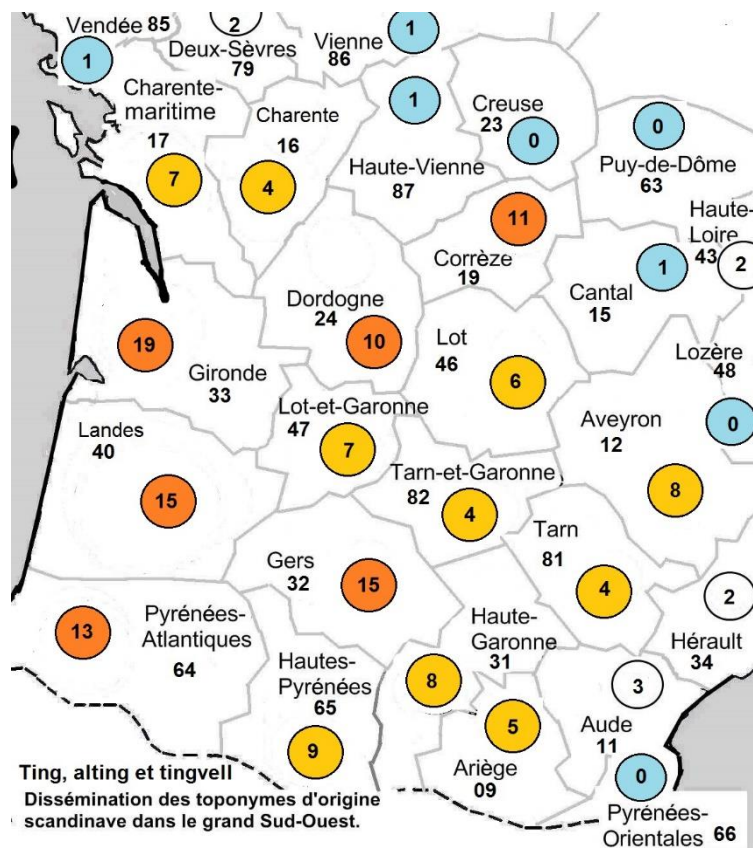 Vendée 85
1
2
Deux-Sèvres
79
Vienne
86
1
Charente-
maritime
17
7
Charente
16
4
1
Haute-Vienne
87
Creuse
23
0
0
Puy-de-Dôme
63
11
Corrèze
19
Haute-
Loire
43
2
1
Cantal
15
Dordogne
24
10
19
Gironde
33
Lot
46
6
Lozère
48
0
Lot-et-Garonne
47
7
Aveyron
12
8
Landes
40
15
Tarn-et-Garonne
82
4
Tarn
81
4
Gers
32
15
Haute-
Garonne
31
8
2
Hérault
34
13
Pyrénées-
Atlantiques
64
Hautes-
Pyrénées
65
9
5
Ariège
09
3
Aude
11
0
Pyrénées-
Orientales 66
Ting, alting et tingvell
Dissémination des toponymes d'origine
scandinave dans le grand Sud-Ouest.